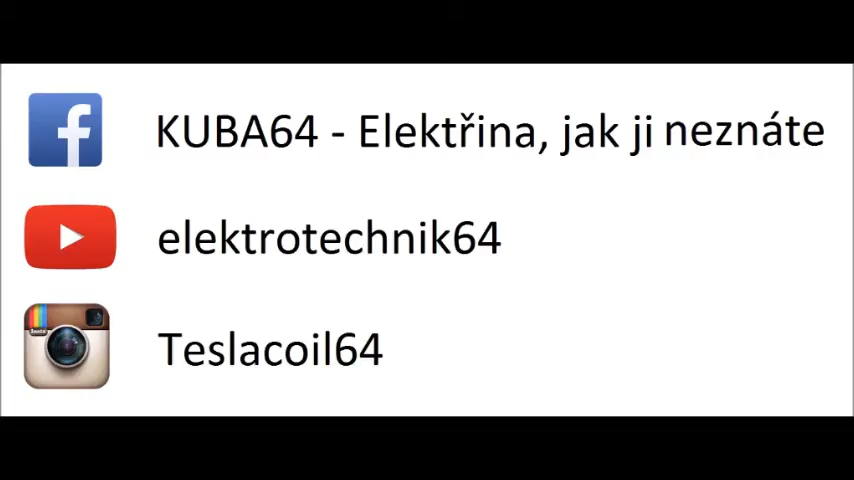 KUBA64 - Elektřina, jak ji neznáte
elektrotechnik64
Teslacoil64